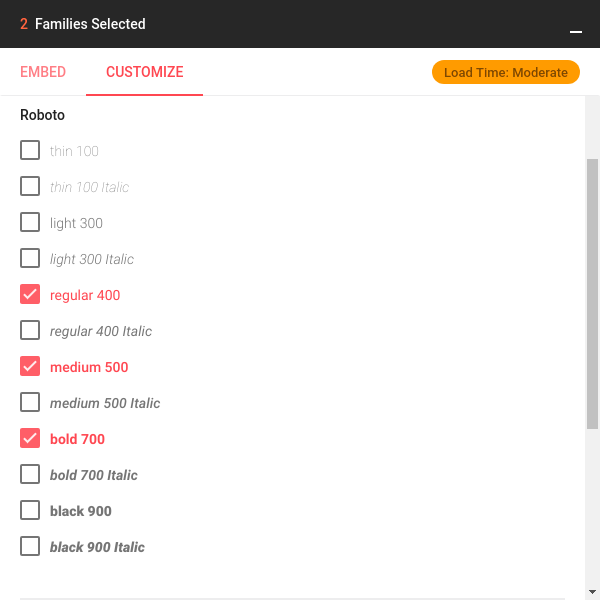 2 Families Selected
EMBED CUSTOMIZE Load Time: Moderate
Roboto
thin 100
thin 100 Italic
light 300
light 300 Italic
regular 400
regular 400 Italic
medium 500
medium 500 Italic
bold 700
bold 700 Italic
black 900
black 900 Italic